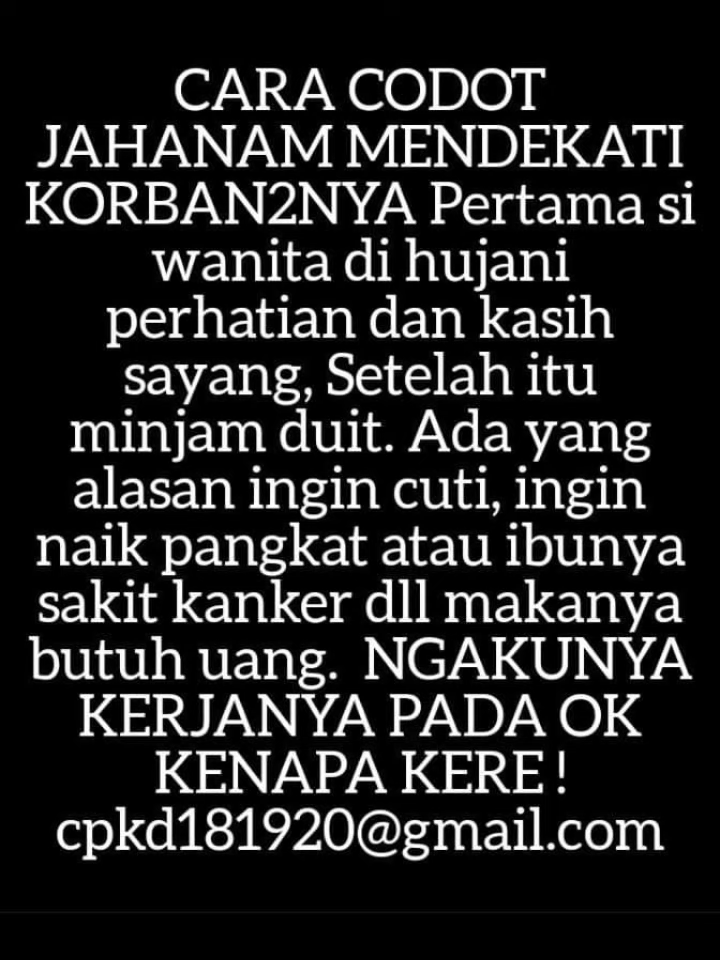 CARA CODOT
JAHANAM MENDEKATI
KORBAN2NYA Pertama si
wanita di hujani
perhatian dan kasih
sayang, Setelah itu
minjam duit. Ada yang
alasan ingin cuti, ingin
naik pangkat atau ibunya
sakit kanker dll makanya
butuh uang. NGAKUNYA
KERJANYA PADA OK
KENAPA KERE !
cpkd181920@gmail.com